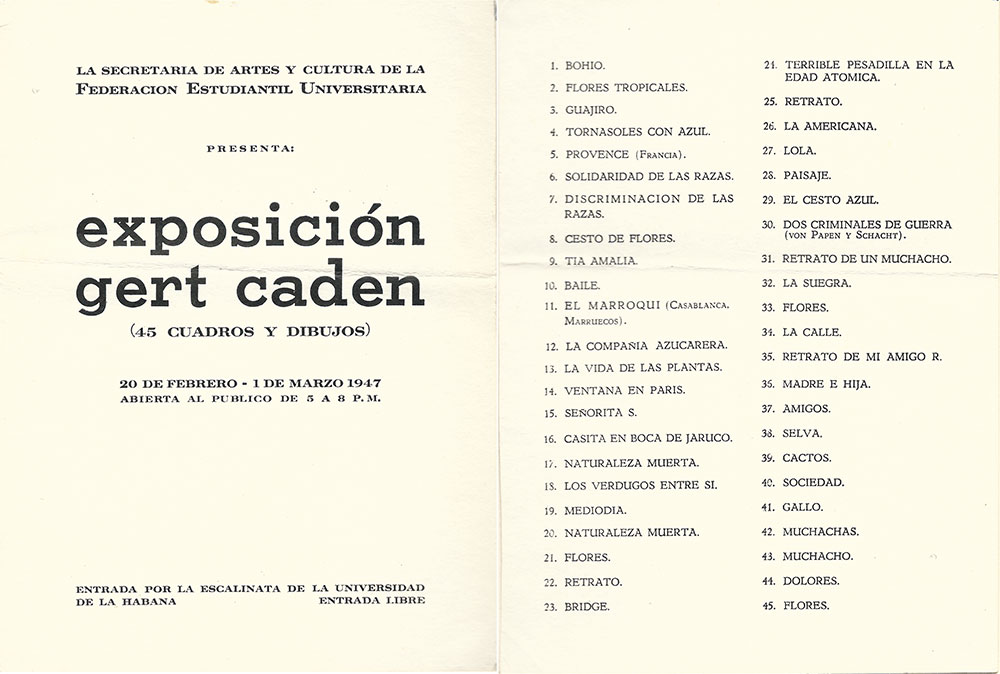 LA SECRETARIA DE ARTES Y CULTURA DE LA
FEDERACION ESTUDIANTIL UNIVERSITARIA
PRESENTA:
exposición
gert caden
(45 CUADROS Y DIBUJOS)
20 DE FEBRERO - 1 DE MARZO 1947
ABIERTA AL PUBLICO DE 5 A 8 P.M.
ENTRADA POR LA ESCALINATA DE LA UNIVERSIDAD
DE LA HABANA ENTRADA LIBRE
1. BOHIO.
2. FLORES TROPICALES.
3. GUAJIRO.
4. TORNASOLES CON AZUL.
5. PROVENCE (FRANCIA).
6. SOLIDARIDAD DE LAS RAZAS.
7. DISCRIMINACION DE LAS
RAZAS.
8. CESTO DE FLORES.
9. TIA AMALIA.
10. BAILE.
11. EL MARROQUI (CASABLANCA.
MARRUECOS).
12. LA COMPAÑIA AZUCARERA.
13. LA VIDA DE LAS PLANTAS.
14. VENTANA EN PARIS.
15. SEÑORITA S.
16. CASITA EN BOCA DE JARUCO.
17. NATURALEZA MUERTA.
18. LOS VERDUGOS ENTRE SI.
19. MEDIODIA.
20. NATURALEZA MUERTA.
21. FLORES.
22. RETRATO.
23. BRIDGE.
24. TERRIBLE PESADILLA EN LA
EDAD ATOMICA.
25. RETRATO.
26. LA AMERICANA.
27. LOLA.
28. PAISAJE.
29. EL CESTO AZUL.
30. DOS CRIMINALES DE GUERRA
(VON PAPEN Y SCHACHT).
31. RETRATO DE UN MUCHACHO.
32. LA SUEGRA.
33. FLORES.
34. LA CALLE.
35. RETRATO DE MI AMIGO R.
36. MADRE E HIJA.
37. AMIGOS.
38. SELVA.
39. CACTOS.
40. SOCIEDAD.
41. GALLO.
42. MUCHACHAS.
43. MUCHACHO.
44. DOLORES.
45. FLORES.